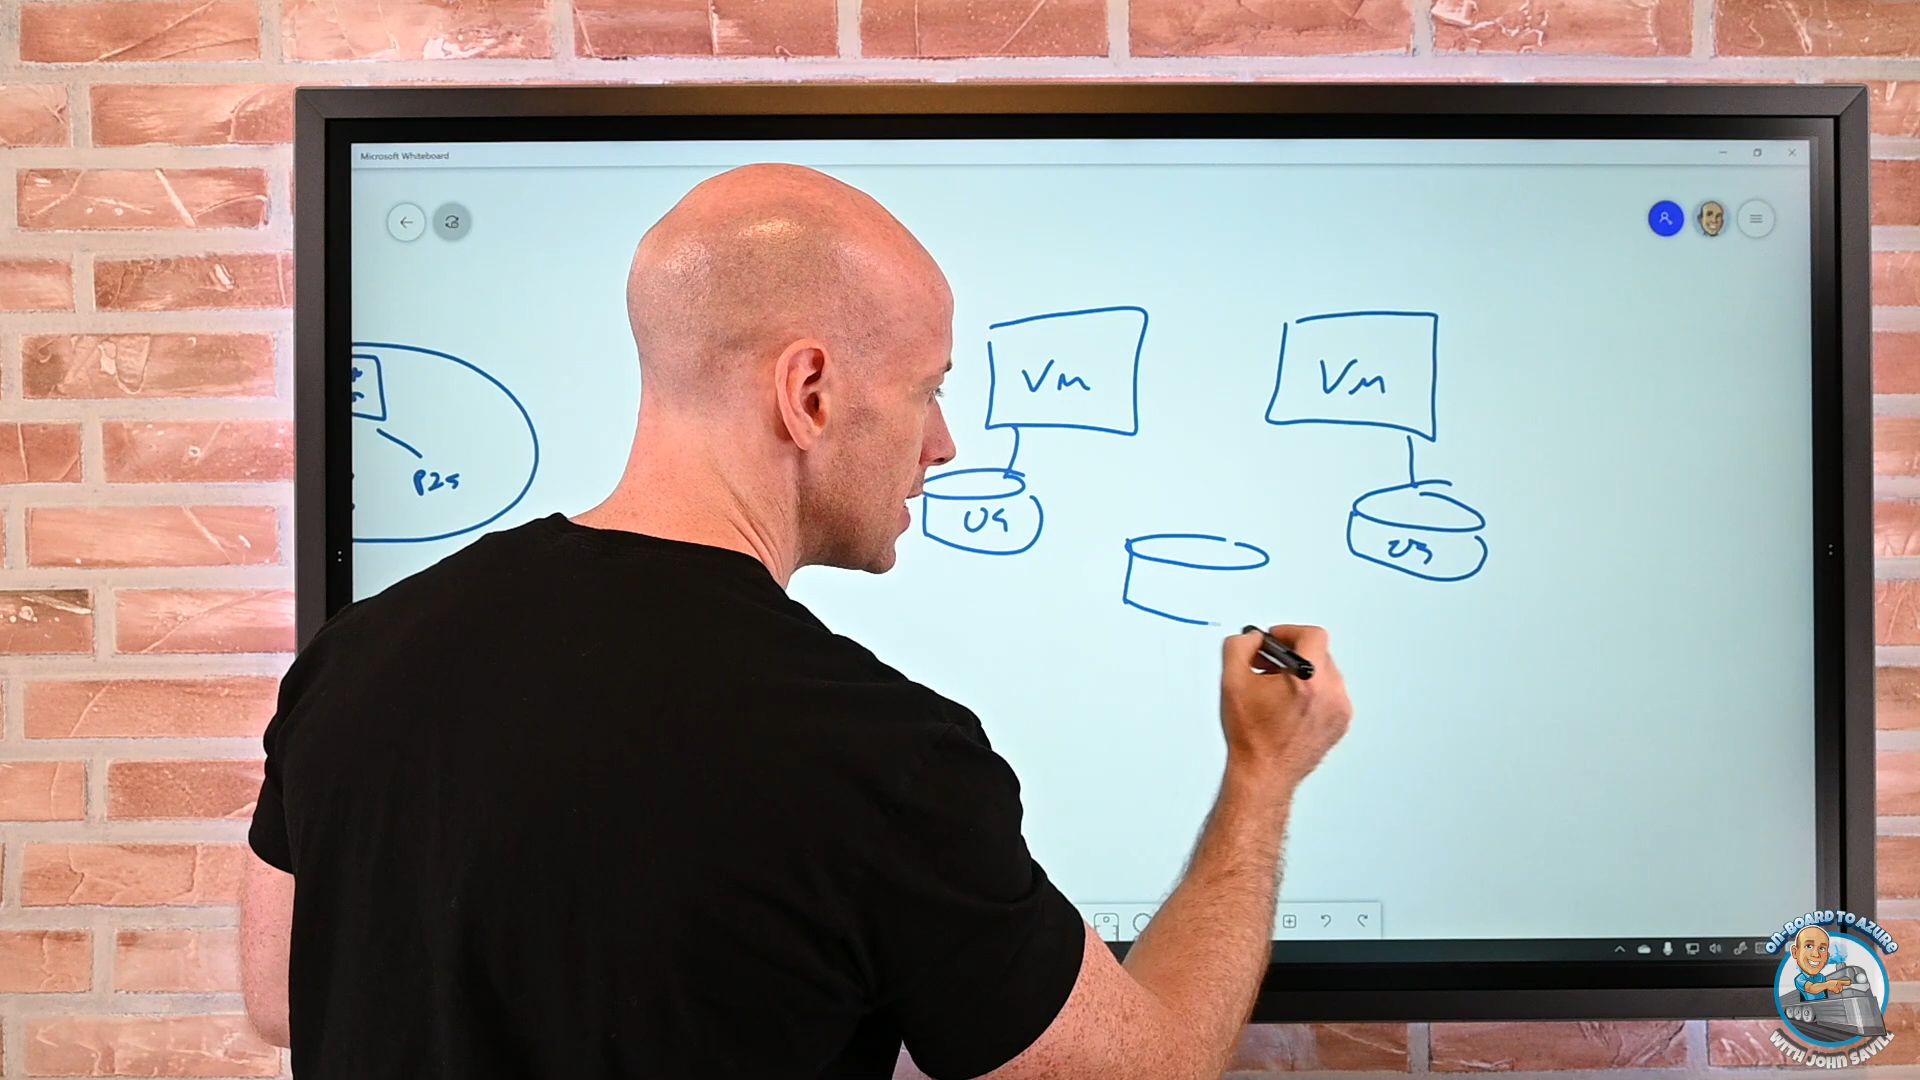 Microsoft Whiteboard
VM
VM
P2S
OS
OS
ON-BOARD TO AZURE
WITH JOHN SAVILL